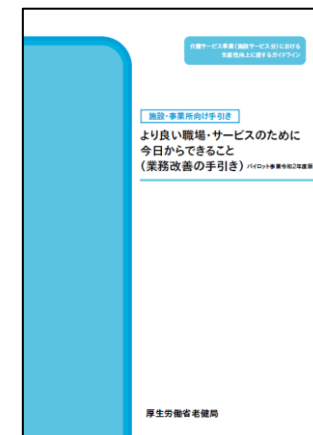 介護サービス事業(施設サービス分)における
生産性向上に資するガイドライン
施設・事業所向け手引き
より良い職場・サービスのために
今日からできること
(業務改善の手引き) パイロット事業令和2年度版
厚生労働省老健局